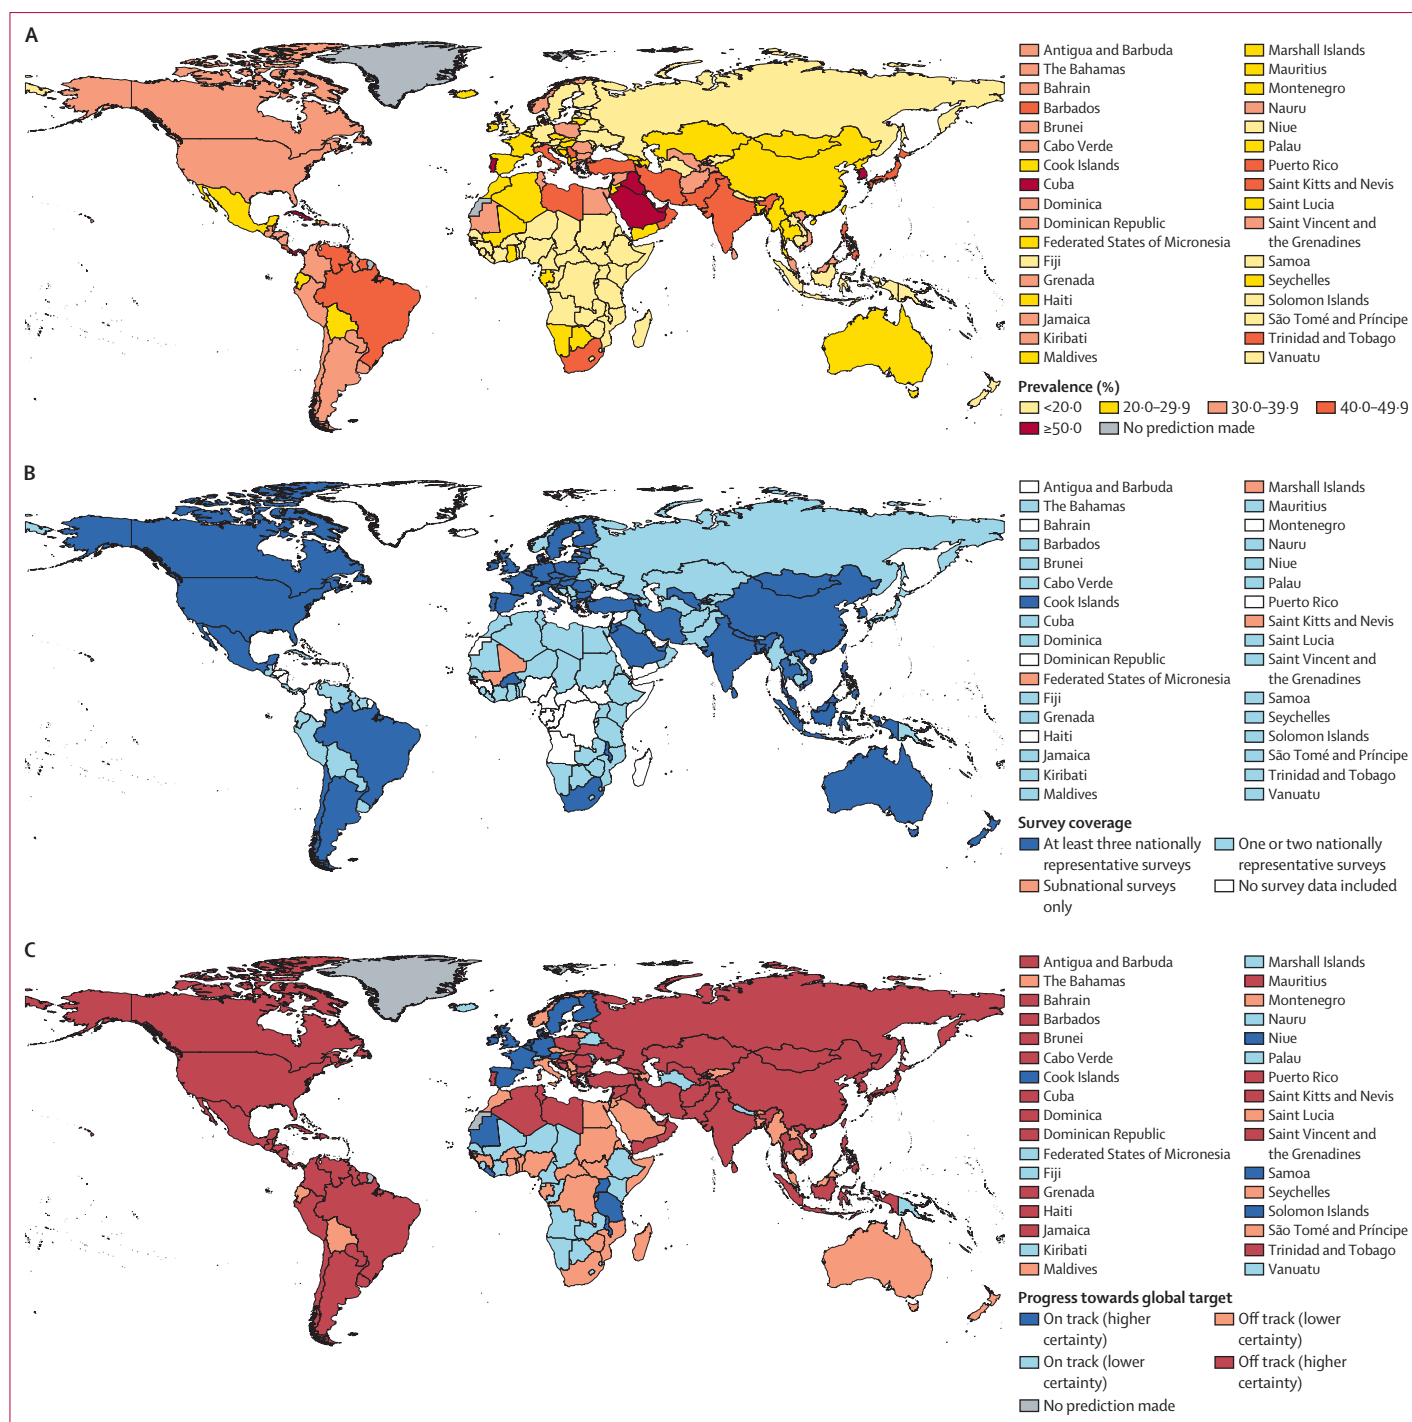 A
Antigua and Barbuda
The Bahamas
Bahrain
Barbados
Brunei
Cabo Verde
Cook Islands
Cuba
Dominica
Dominican Republic
Federated States of Micronesia
Fiji
Grenada
Haiti
Jamaica
Kiribati
Maldives
Marshall Islands
Mauritius
Montenegro
Nauru
Niue
Palau
Puerto Rico
Saint Kitts and Nevis
Saint Lucia
Saint Vincent and
the Grenadines
Samoa
Seychelles
Solomon Islands
São Tomé and Príncipe
Trinidad and Tobago
Vanuatu
Prevalence (%)
<20·0
20·0–29·9
30·0–39·9
40·0–49·9
≥50·0
No prediction made
B
Antigua and Barbuda
The Bahamas
Bahrain
Barbados
Brunei
Cabo Verde
Cook Islands
Cuba
Dominica
Dominican Republic
Federated States of Micronesia
Fiji
Grenada
Haiti
Jamaica
Kiribati
Maldives
Marshall Islands
Mauritius
Montenegro
Nauru
Niue
Palau
Puerto Rico
Saint Kitts and Nevis
Saint Lucia
Saint Vincent and
the Grenadines
Samoa
Seychelles
Solomon Islands
São Tomé and Príncipe
Trinidad and Tobago
Vanuatu
Survey coverage
At least three nationally
representative surveys
One or two nationally
representative surveys
Subnational surveys
only
No survey data included
C
Antigua and Barbuda
The Bahamas
Bahrain
Barbados
Brunei
Cabo Verde
Cook Islands
Cuba
Dominica
Dominican Republic
Federated States of Micronesia
Fiji
Grenada
Haiti
Jamaica
Kiribati
Maldives
Marshall Islands
Mauritius
Montenegro
Nauru
Niue
Palau
Puerto Rico
Saint Kitts and Nevis
Saint Lucia
Saint Vincent and
the Grenadines
Samoa
Seychelles
Solomon Islands
São Tomé and Príncipe
Trinidad and Tobago
Vanuatu
Progress towards global target
On track (higher
certainty)
Off track (lower
certainty)
On track (lower
certainty)
Off track (higher
certainty)
No prediction made